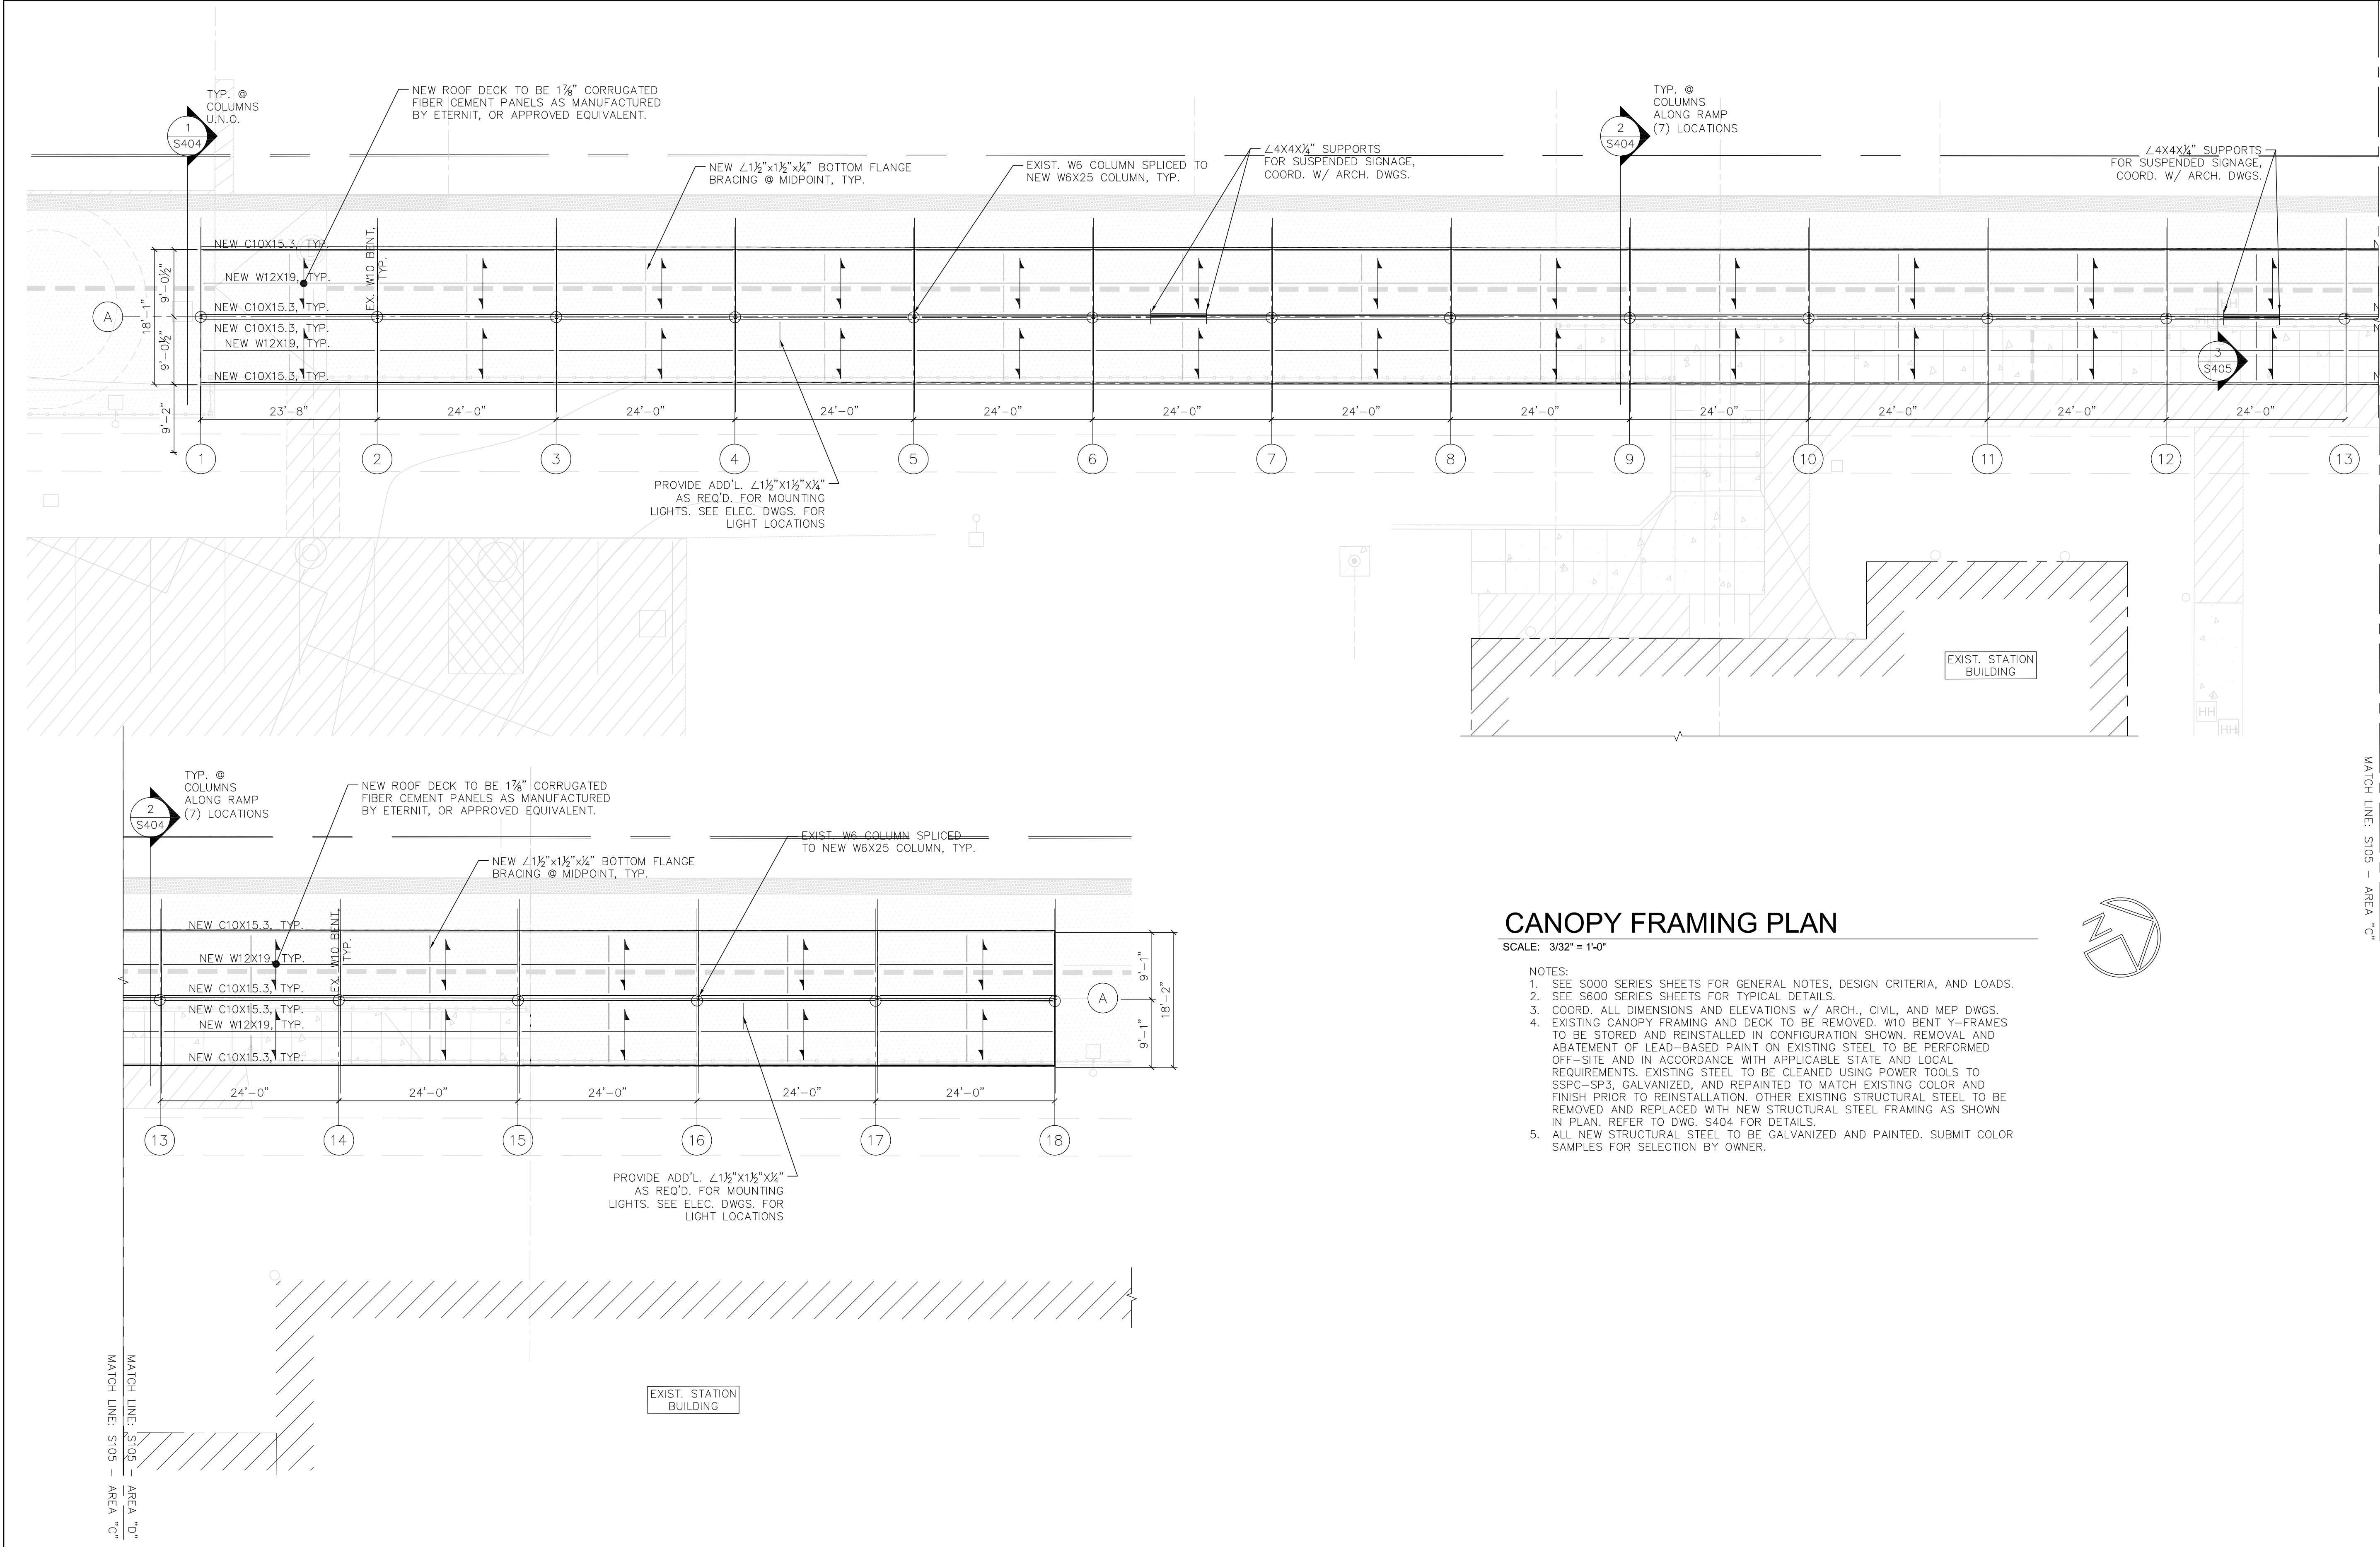 TYP. @
COLUMNS
U.N.O.
1
S404
NEW ROOF DECK TO BE 1⅞" CORRUGATED
FIBER CEMENT PANELS AS MANUFACTURED
BY ETERNIT, OR APPROVED EQUIVALENT.
NEW ∠1½"x1½"x¼" BOTTOM FLANGE
BRACING @ MIDPOINT, TYP.
EXIST. W6 COLUMN SPLICED TO
NEW W6X25 COLUMN, TYP.
∠4X4X¼" SUPPORTS
FOR SUSPENDED SIGNAGE,
COORD. W/ ARCH. DWGS.
TYP. @
COLUMNS
ALONG RAMP
(7) LOCATIONS
2
S404
∠4X4X¼" SUPPORTS
FOR SUSPENDED SIGNAGE,
COORD. W/ ARCH. DWGS.
NEW C10X15.3, TYP.
NEW W12X19, TYP.
NEW C10X15.3, TYP.
NEW C10X15.3, TYP.
NEW W12X19, TYP.
NEW C10X15.3, TYP.
EX. W10 BENT,
TYP.
A
18'-1"
9'-0½"
9'-0½"
9'-2"
HH
3
S405
23'-8"
24'-0"
24'-0"
24'-0"
24'-0"
24'-0"
24'-0"
24'-0"
24'-0"
24'-0"
24'-0"
24'-0"
1
2
3
4
5
6
7
8
9
10
11
12
13
PROVIDE ADD'L. ∠1½"X1½"X¼"
AS REQ'D. FOR MOUNTING
LIGHTS. SEE ELEC. DWGS. FOR
LIGHT LOCATIONS
EXIST. STATION
BUILDING
HH
HH
MATCH LINE: S105 - AREA "C"
TYP. @
COLUMNS
ALONG RAMP
(7) LOCATIONS
2
S404
NEW ROOF DECK TO BE 1⅞" CORRUGATED
FIBER CEMENT PANELS AS MANUFACTURED
BY ETERNIT, OR APPROVED EQUIVALENT.
NEW ∠1½"x1½"x¼" BOTTOM FLANGE
BRACING @ MIDPOINT, TYP.
EXIST. W6 COLUMN SPLICED
TO NEW W6X25 COLUMN, TYP.
NEW C10X15.3, TYP.
NEW W12X19, TYP.
NEW C10X15.3, TYP.
NEW C10X15.3, TYP.
NEW W12X19, TYP.
NEW C10X15.3, TYP.
EX. W10 BENT,
TYP.
A
9'-1"
9'-1"
18'-2"
24'-0"
24'-0"
24'-0"
24'-0"
24'-0"
13
14
15
16
17
18
PROVIDE ADD'L. ∠1½"X1½"X¼"
AS REQ'D. FOR MOUNTING
LIGHTS. SEE ELEC. DWGS. FOR
LIGHT LOCATIONS
EXIST. STATION
BUILDING
MATCH LINE: S105 - AREA "C"
MATCH LINE: S105 - AREA "D"
CANOPY FRAMING PLAN
SCALE: 3/32" = 1'-0"
N
NOTES:
1. SEE S000 SERIES SHEETS FOR GENERAL NOTES, DESIGN CRITERIA, AND LOADS.
2. SEE S600 SERIES SHEETS FOR TYPICAL DETAILS.
3. COORD. ALL DIMENSIONS AND ELEVATIONS w/ ARCH., CIVIL, AND MEP DWGS.
4. EXISTING CANOPY FRAMING AND DECK TO BE REMOVED. W10 BENT Y-FRAMES
TO BE STORED AND REINSTALLED IN CONFIGURATION SHOWN. REMOVAL AND
ABATEMENT OF LEAD-BASED PAINT ON EXISTING STEEL TO BE PERFORMED
OFF-SITE AND IN ACCORDANCE WITH APPLICABLE STATE AND LOCAL
REQUIREMENTS. EXISTING STEEL TO BE CLEANED USING POWER TOOLS TO
SSPC-SP3, GALVANIZED, AND REPAINTED TO MATCH EXISTING COLOR AND
FINISH PRIOR TO REINSTALLATION. OTHER EXISTING STRUCTURAL STEEL TO BE
REMOVED AND REPLACED WITH NEW STRUCTURAL STEEL FRAMING AS SHOWN
IN PLAN. REFER TO DWG. S404 FOR DETAILS.
5. ALL NEW STRUCTURAL STEEL TO BE GALVANIZED AND PAINTED. SUBMIT COLOR
SAMPLES FOR SELECTION BY OWNER.